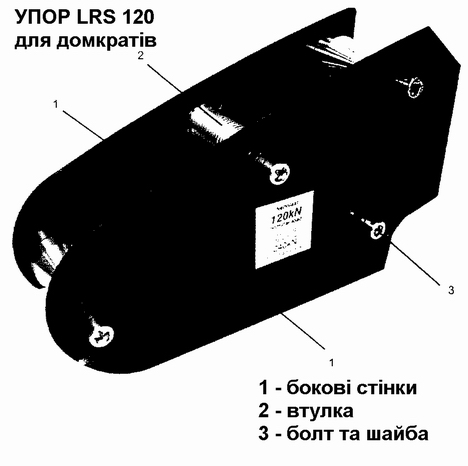 УПОР LRS 120
для домкратів
2
1
120kN
3
1
1 - бокові стінки
2 - втулка
3 - болт та шайба